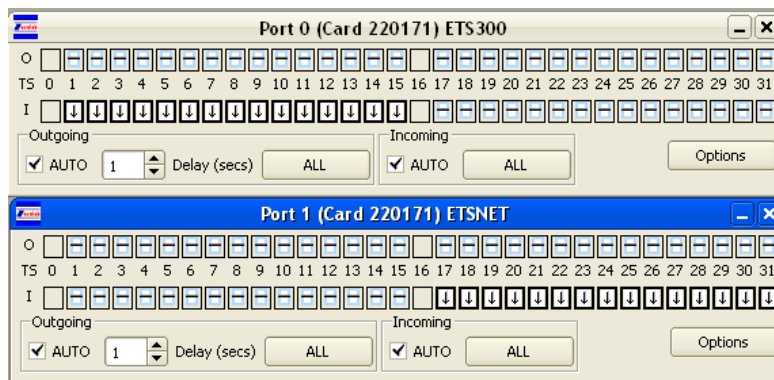 Port 0 (Card 220171) ETS300
O
TS 0 1 2 3 4 5 6 7 8 9 10 11 12 13 14 15 16 17 18 19 20 21 22 23 24 25 26 27 28 29 30 31
I
Outgoing Incoming
AUTO 1 Delay (secs) ALL AUTO ALL Options
Port 1 (Card 220171) ETSNET
O
TS 0 1 2 3 4 5 6 7 8 9 10 11 12 13 14 15 16 17 18 19 20 21 22 23 24 25 26 27 28 29 30 31
I
Outgoing Incoming
AUTO 1 Delay (secs) ALL AUTO ALL Options